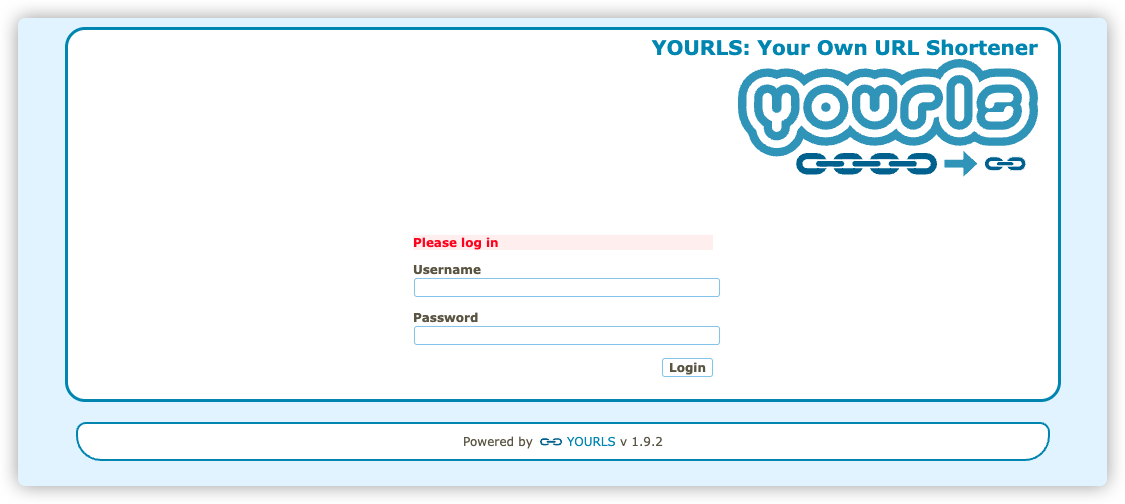 YOURLS: Your Own URL Shortener
yourls
Please log in
Username
Password
Login
Powered by YOURLS v 1.9.2